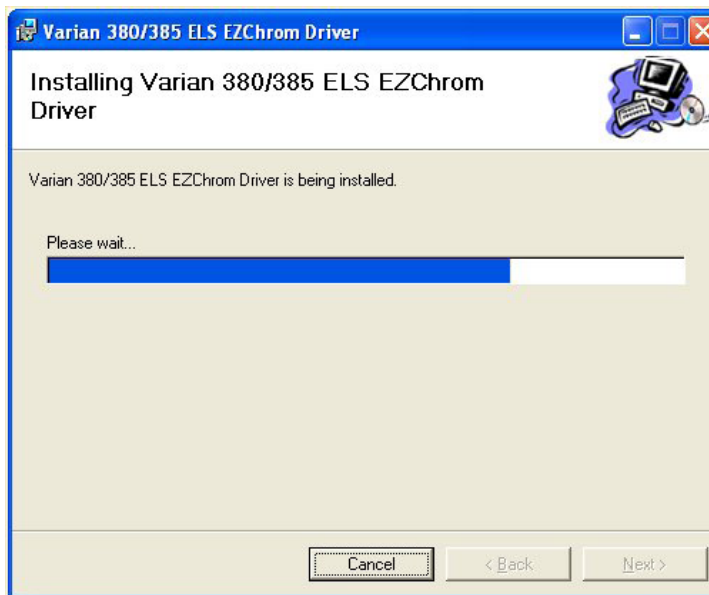 Varian 380/385 ELS EZChrom Driver
Installing Varian 380/385 ELS EZChrom
Driver
Varian 380/385 ELS EZChrom Driver is being installed.
Please wait...
Cancel
< Back
Next >